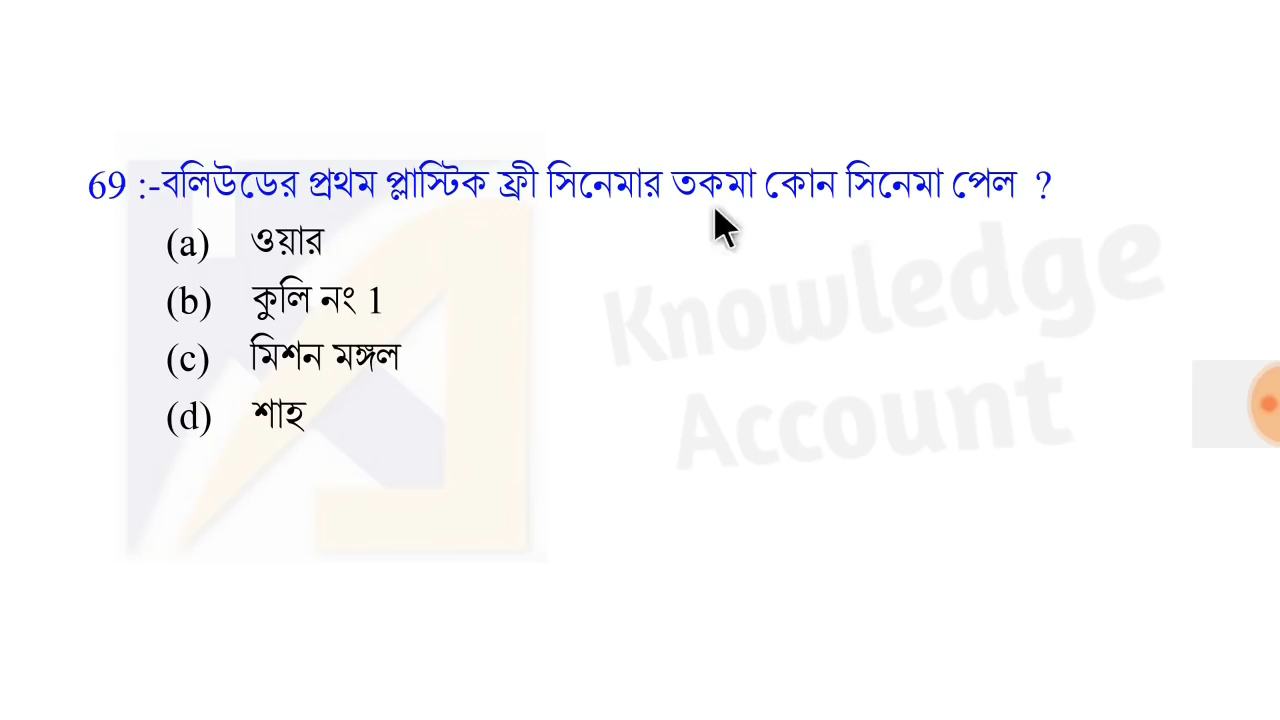 69 :-বলিউডের প্রথম প্লাস্টিক ফ্রী সিনেমার তকমা কোন সিনেমা পেল ?
(a) ওয়ার
(b) কুলি নং 1
(c) মিশন মঙ্গল
(d) শাহ
Knowledge
Account